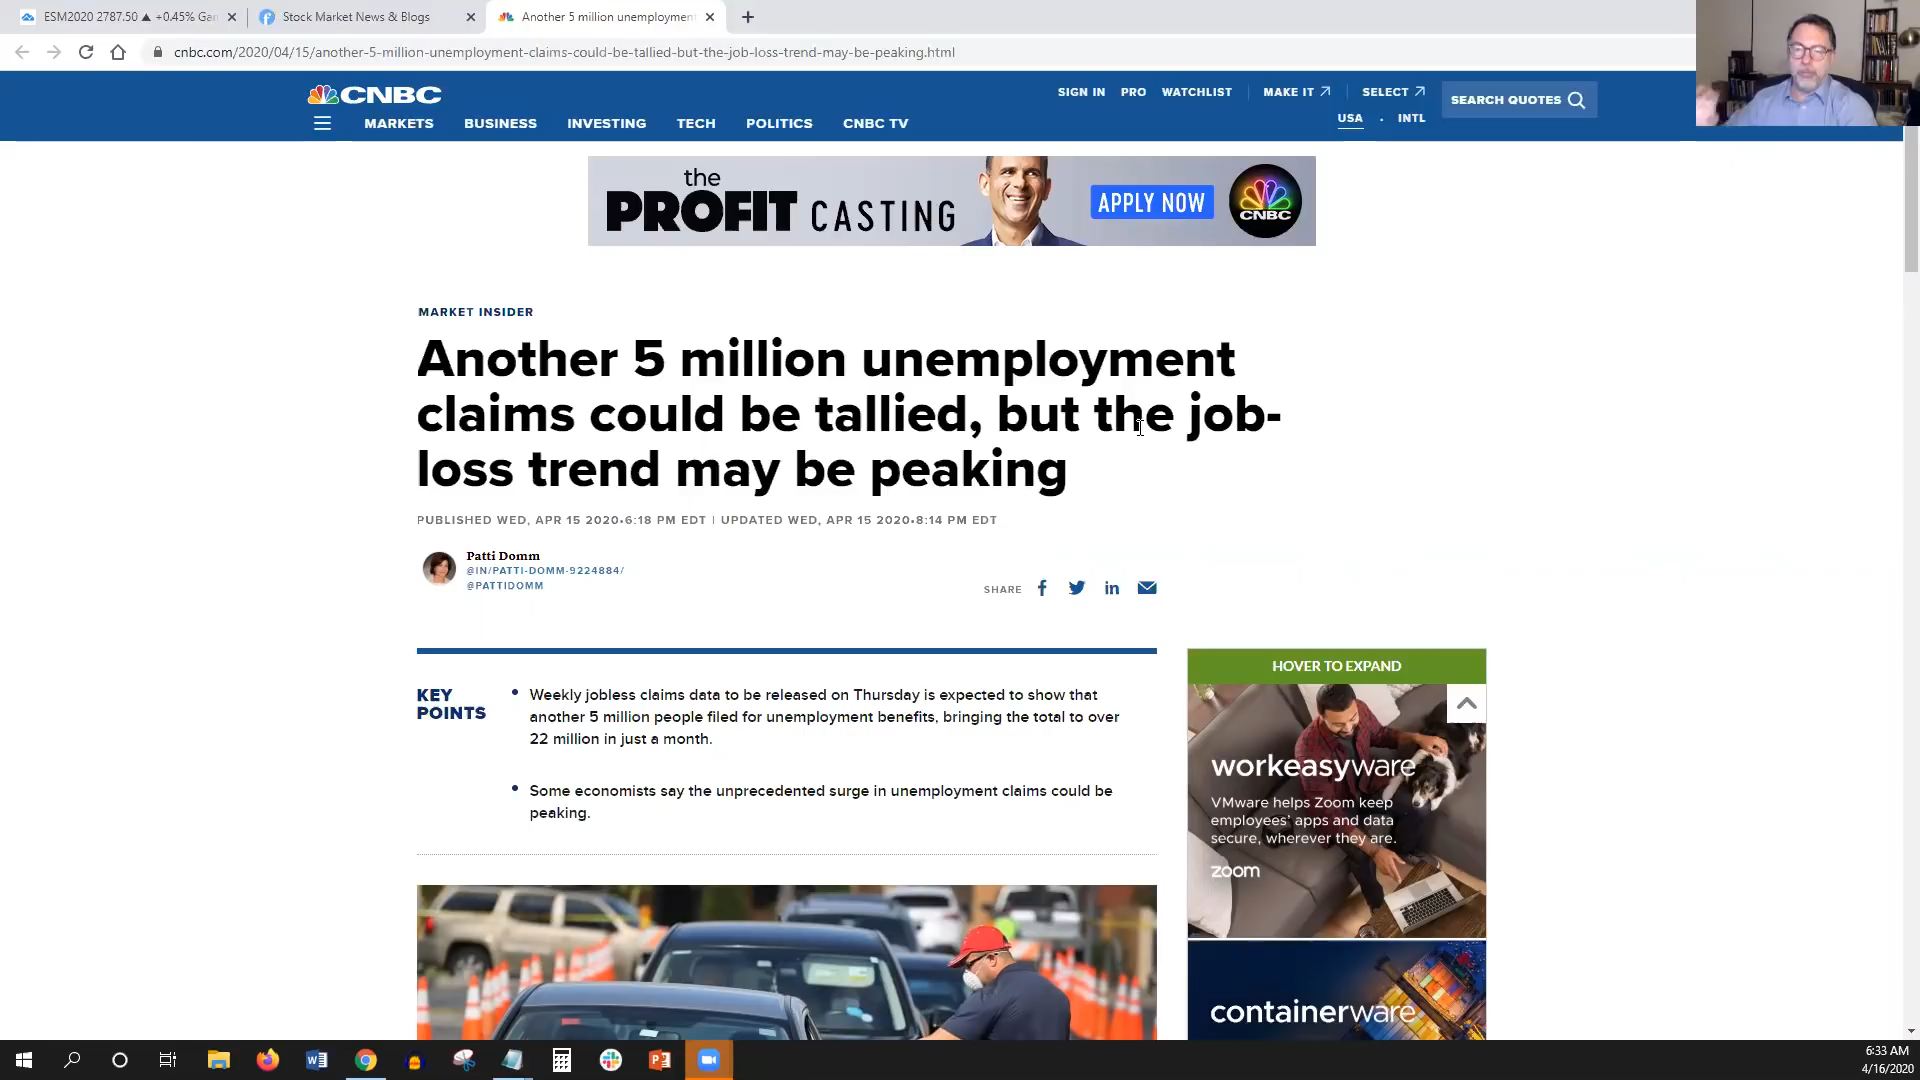 ESM2020 2787.50 ▲ +0.45% Gar
Stock Market News & Blogs
Another 5 million unemployment
cnbc.com/2020/04/15/another-5-million-unemployment-claims-could-be-tallied-but-the-job-loss-trend-may-be-peaking.html
CNBC
SIGN IN PRO WATCHLIST MAKE IT SELECT
SEARCH QUOTES
MARKETS BUSINESS INVESTING TECH POLITICS CNBC TV
USA . INTL
the
PROFIT CASTING
APPLY NOW
CNBC
MARKET INSIDER
Another 5 million unemployment
claims could be tallied, but the job-
loss trend may be peaking
PUBLISHED WED, APR 15 2020•6:18 PM EDT | UPDATED WED, APR 15 2020•8:14 PM EDT
Patti Domm
@IN/PATTI-DOMM-9224884/
@PATTIDOMM
SHARE
KEY
POINTS
Weekly jobless claims data to be released on Thursday is expected to show that
another 5 million people filed for unemployment benefits, bringing the total to over
22 million in just a month.
Some economists say the unprecedented surge in unemployment claims could be
peaking.
HOVER TO EXPAND
workeasyware
VMware helps Zoom keep
employees' apps and data
secure, wherever they are.
zoom
containerware
6:33 AM
4/16/2020